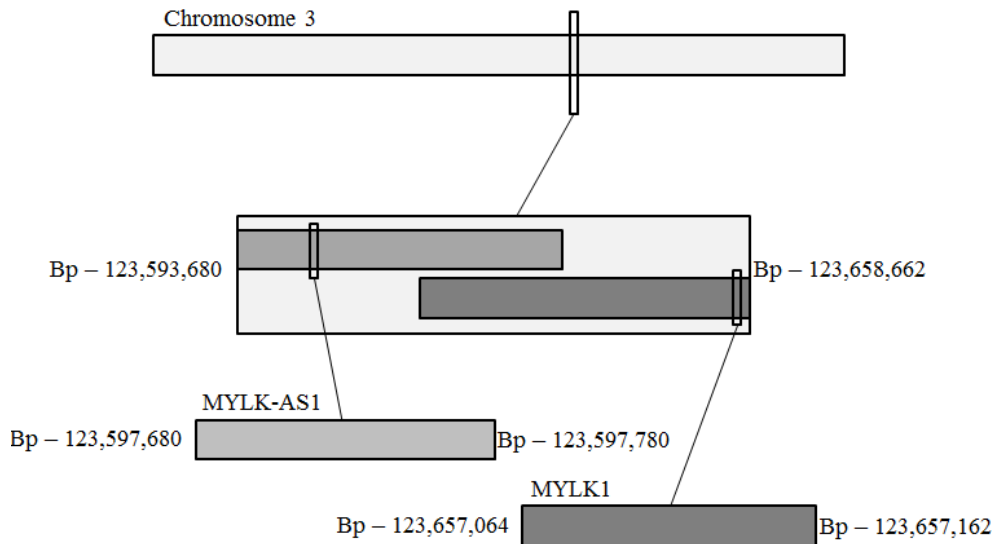 Chromosome 3
Bp – 123,593,680
Bp – 123,658,662
MYLK-AS1
Bp – 123,597,680
Bp – 123,597,780
MYLK1
Bp – 123,657,064
Bp – 123,657,162